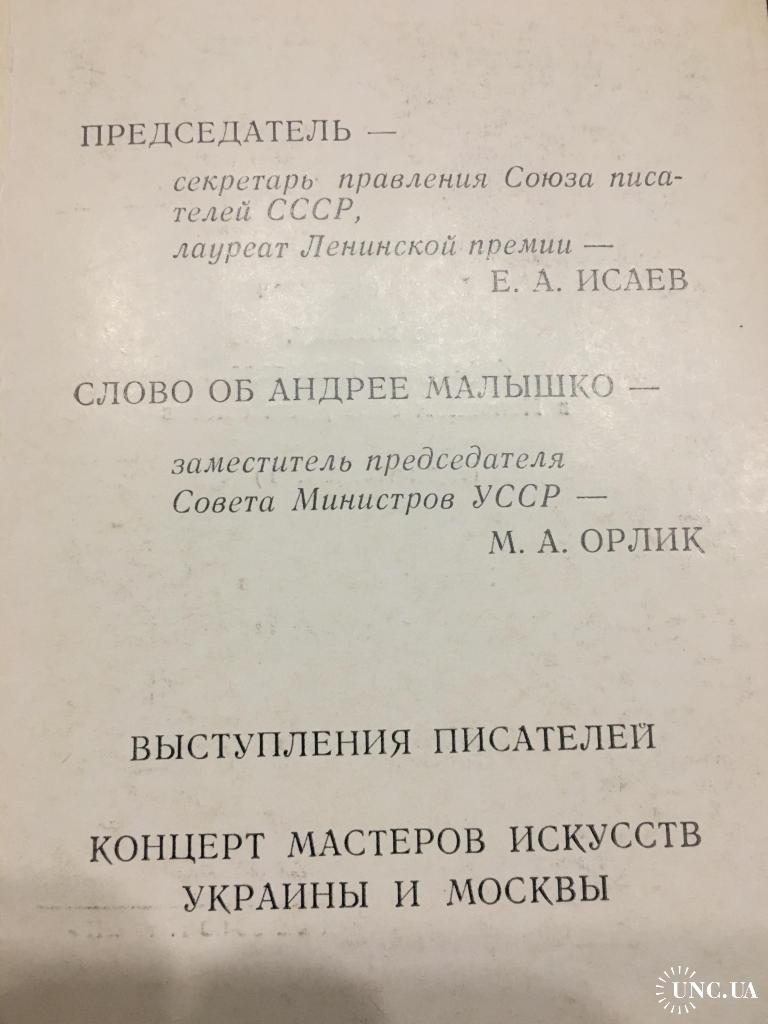 ПРЕДСЕДАТЕЛЬ —
секретарь правления Союза писа-
телей СССР,
лауреат Ленинской премии —
Е. А. ИСАЕВ
СЛОВО ОБ АНДРЕЕ МАЛЫШКО —
заместитель председателя
Совета Министров УССР —
М. А. ОРЛИК
ВЫСТУПЛЕНИЯ ПИСАТЕЛЕЙ
КОНЦЕРТ МАСТЕРОВ ИСКУССТВ
УКРАИНЫ И МОСКВЫ
UNC.UA